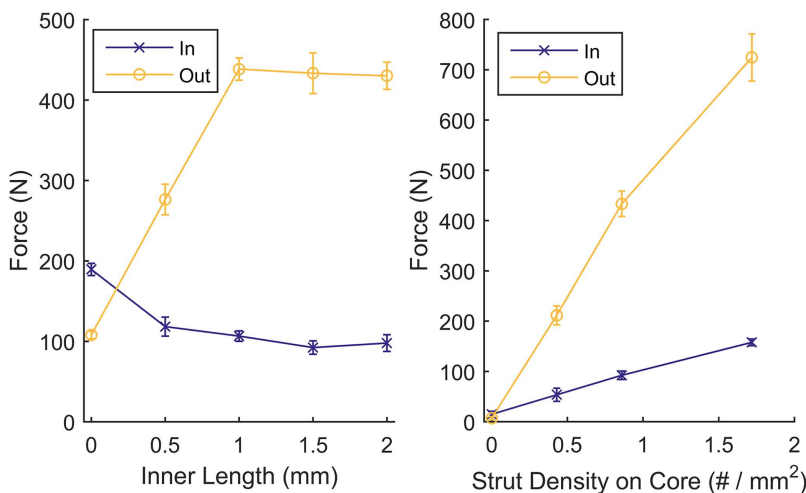 500
400
300
200
100
0
Force (N)
In
Out
0 0.5 1 1.5 2
Inner Length (mm)
800
700
600
500
400
300
200
100
0
Force (N)
In
Out
0 0.5 1 1.5 2
Strut Density on Core (# / mm²)